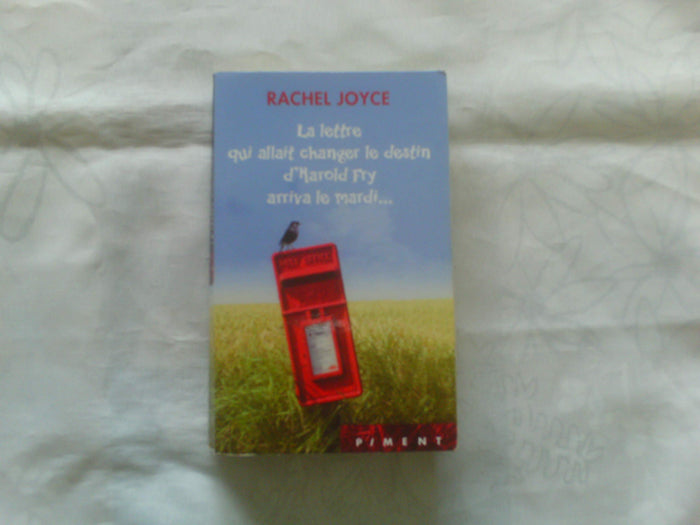 RACHEL JOYCE
La lettre
qui allait changer le destin
d'Harold Fry
arriva le mardi...
PIMENT